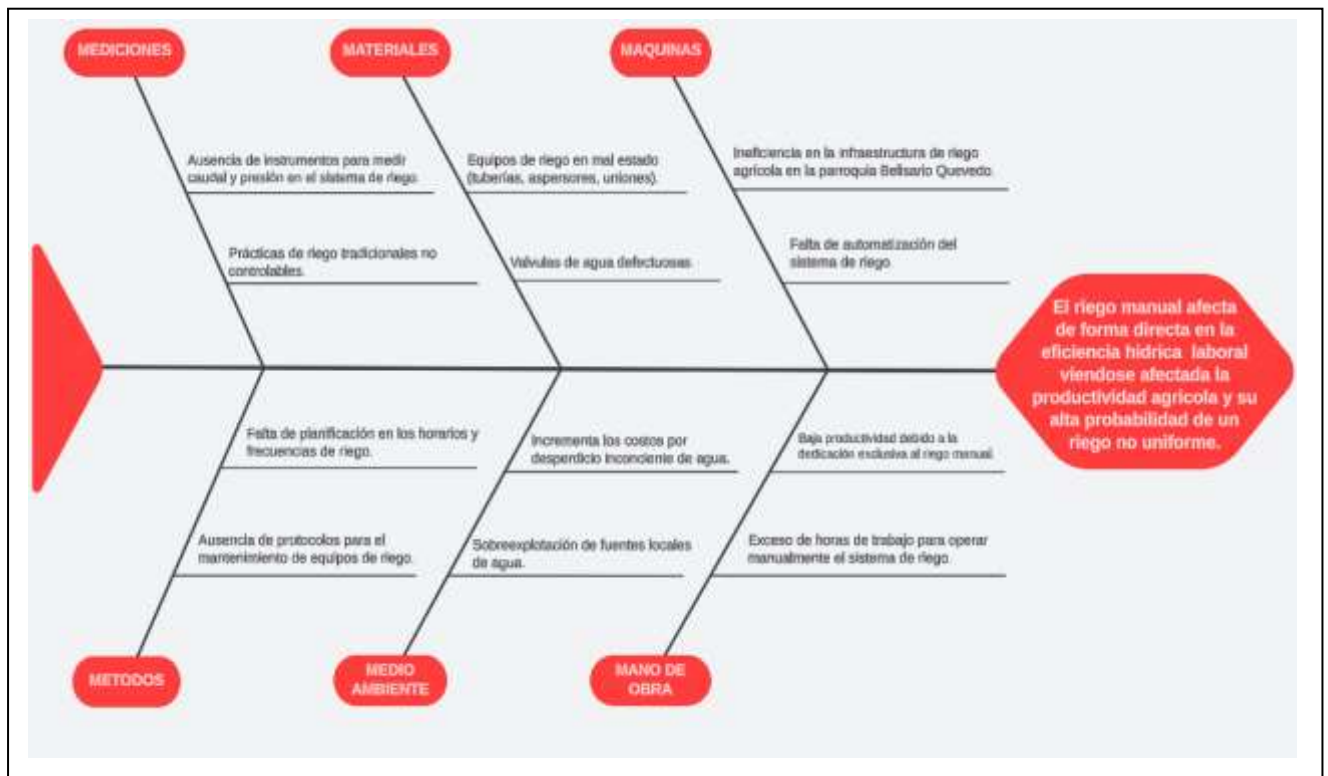 MEDICIONES
MATERIALES
MAQUINAS
Ausencia de instrumentos para medir
caudal y presión en el sistema de riego.
Equipos de riego en mal estado
(tuberías, aspersores, uniones).
Ineficiencia en la infraestructura de riego
agrícola en la parroquia Belisario Quevedo.
Prácticas de riego tradicionales no
controlables.
Valvulas de agua defectuosas
Falta de automatización del
sistema de riego
El riego manual afecta
de forma directa en la
eficiencia hídrica laboral
viendose afectada la
productividad agrícola y su
alta probabilidad de un
riego no uniforme.
Falta de planificación en los horarios y
frecuencias de riego.
Incrementa los costos por
desperdicio inconciente de agua.
Baja productividad debido a la
dedicación exclusiva al riego manual
Ausencia de protocolos para el
mantenimiento de equipos de riego.
Sobreexplotación de fuentes locales
de agua.
Exceso de horas de trabajo para operar
manualmente el sistema de riego.
METODOS
MEDIO
AMBIENTE
MANO DE
OBRA